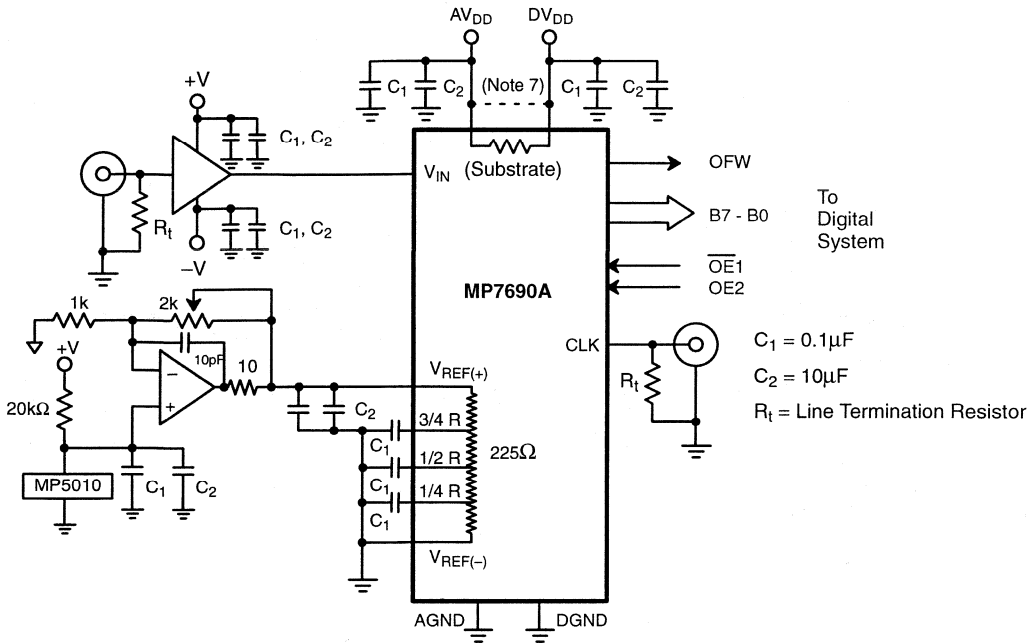 AVDD
DVDD
C1
C2
(Note 7)
C1
C2
+V
C1, C2
(Substrate)
VIN
OFW
Rt
C1, C2
B7 - B0
To
Digital
System
–V
OE1
OE2
MP7690A
1k
2k
+V
10pF
10
–
+
20kΩ
MP5010
C1
C2
VREF(+)
C2
3/4 R
C1
1/2 R
C1
1/4 R
C1
225Ω
VREF(–)
CLK
Rt
C1 = 0.1µF
C2 = 10µF
Rt = Line Termination Resistor
AGND
DGND